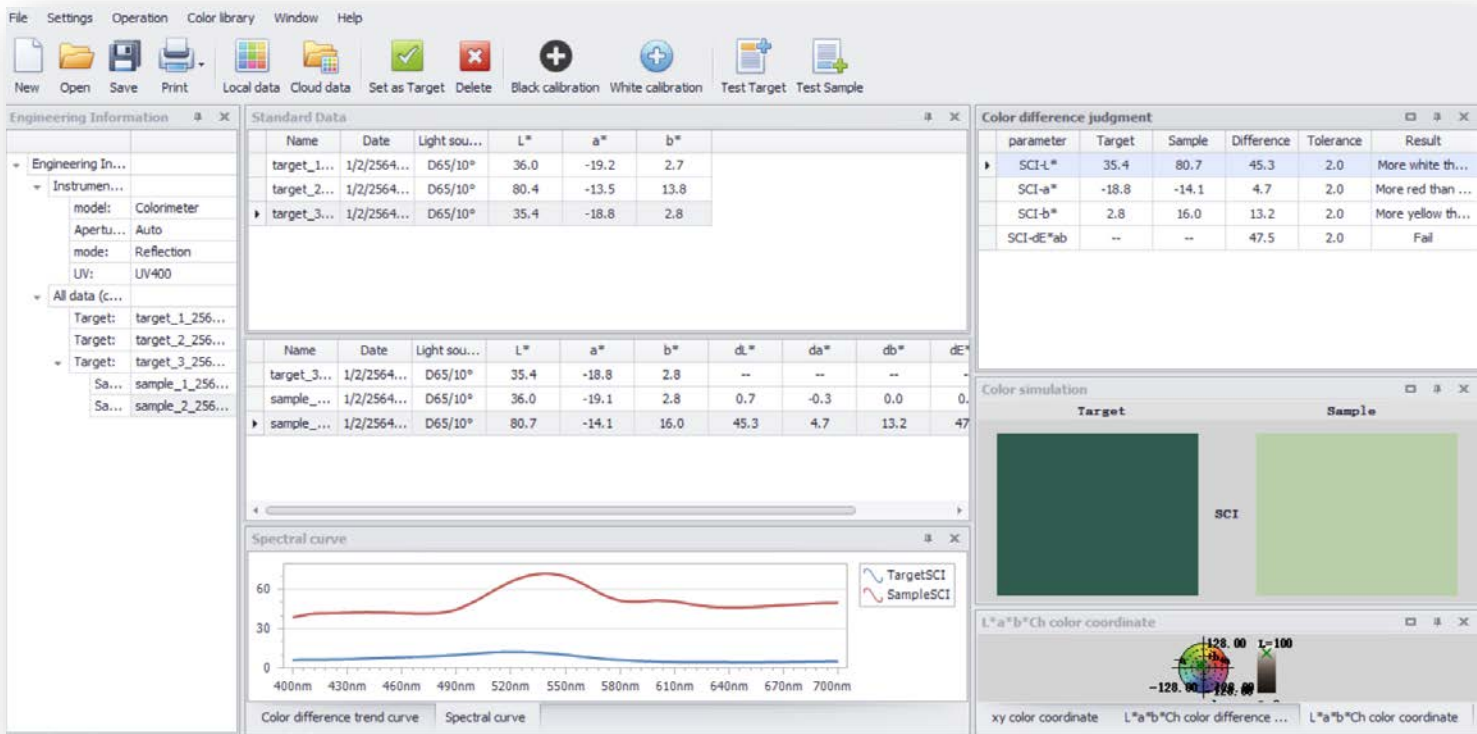 File Settings Operation Color library Window Help
New Open Save Print Local data Cloud data Set as Target Delete Black calibration White calibration Test Target Test Sample
Engineering Information
Engineering In...
Instrumen...
model: Colorimeter
Apertu... Auto
mode: Reflection
UV: UV400
All data (c...
Target: target_1_256...
Target: target_2_256...
Target: target_3_256...
Sa... sample_1_256...
Sa... sample_2_256...
Standard Data
Name Date Light sou... L* a* b*
target_1... 1/2/2564... D65/10° 36.0 -19.2 2.7
target_2... 1/2/2564... D65/10° 80.4 -13.5 13.8
target_3... 1/2/2564... D65/10° 35.4 -18.8 2.8
Name Date Light sou... L* a* b* dL* da* db* dE*
target_3... 1/2/2564... D65/10° 35.4 -18.8 2.8 -- -- -- -
sample_... 1/2/2564... D65/10° 36.0 -19.1 2.8 0.7 -0.3 0.0 0.
sample_... 1/2/2564... D65/10° 80.7 -14.1 16.0 45.3 4.7 13.2 47
Spectral curve
60
30
0
400nm 430nm 460nm 490nm 520nm 550nm 580nm 610nm 640nm 670nm 700nm
TargetSCI
SampleSCI
Color difference trend curve Spectral curve
Color difference judgment
parameter Target Sample Difference Tolerance Result
SCI-L* 35.4 80.7 45.3 2.0 More white th...
SCI-a* -18.8 -14.1 4.7 2.0 More red than ...
SCI-b* 2.8 16.0 13.2 2.0 More yellow th...
SCI-dE*ab -- -- 47.5 2.0 Fail
Color simulation
Target Sample
SCI
L*a*b*Ch color coordinate
128.00 L=100
-128.00
xy color coordinate L*a*b*Ch color difference ... L*a*b*Ch color coordinate